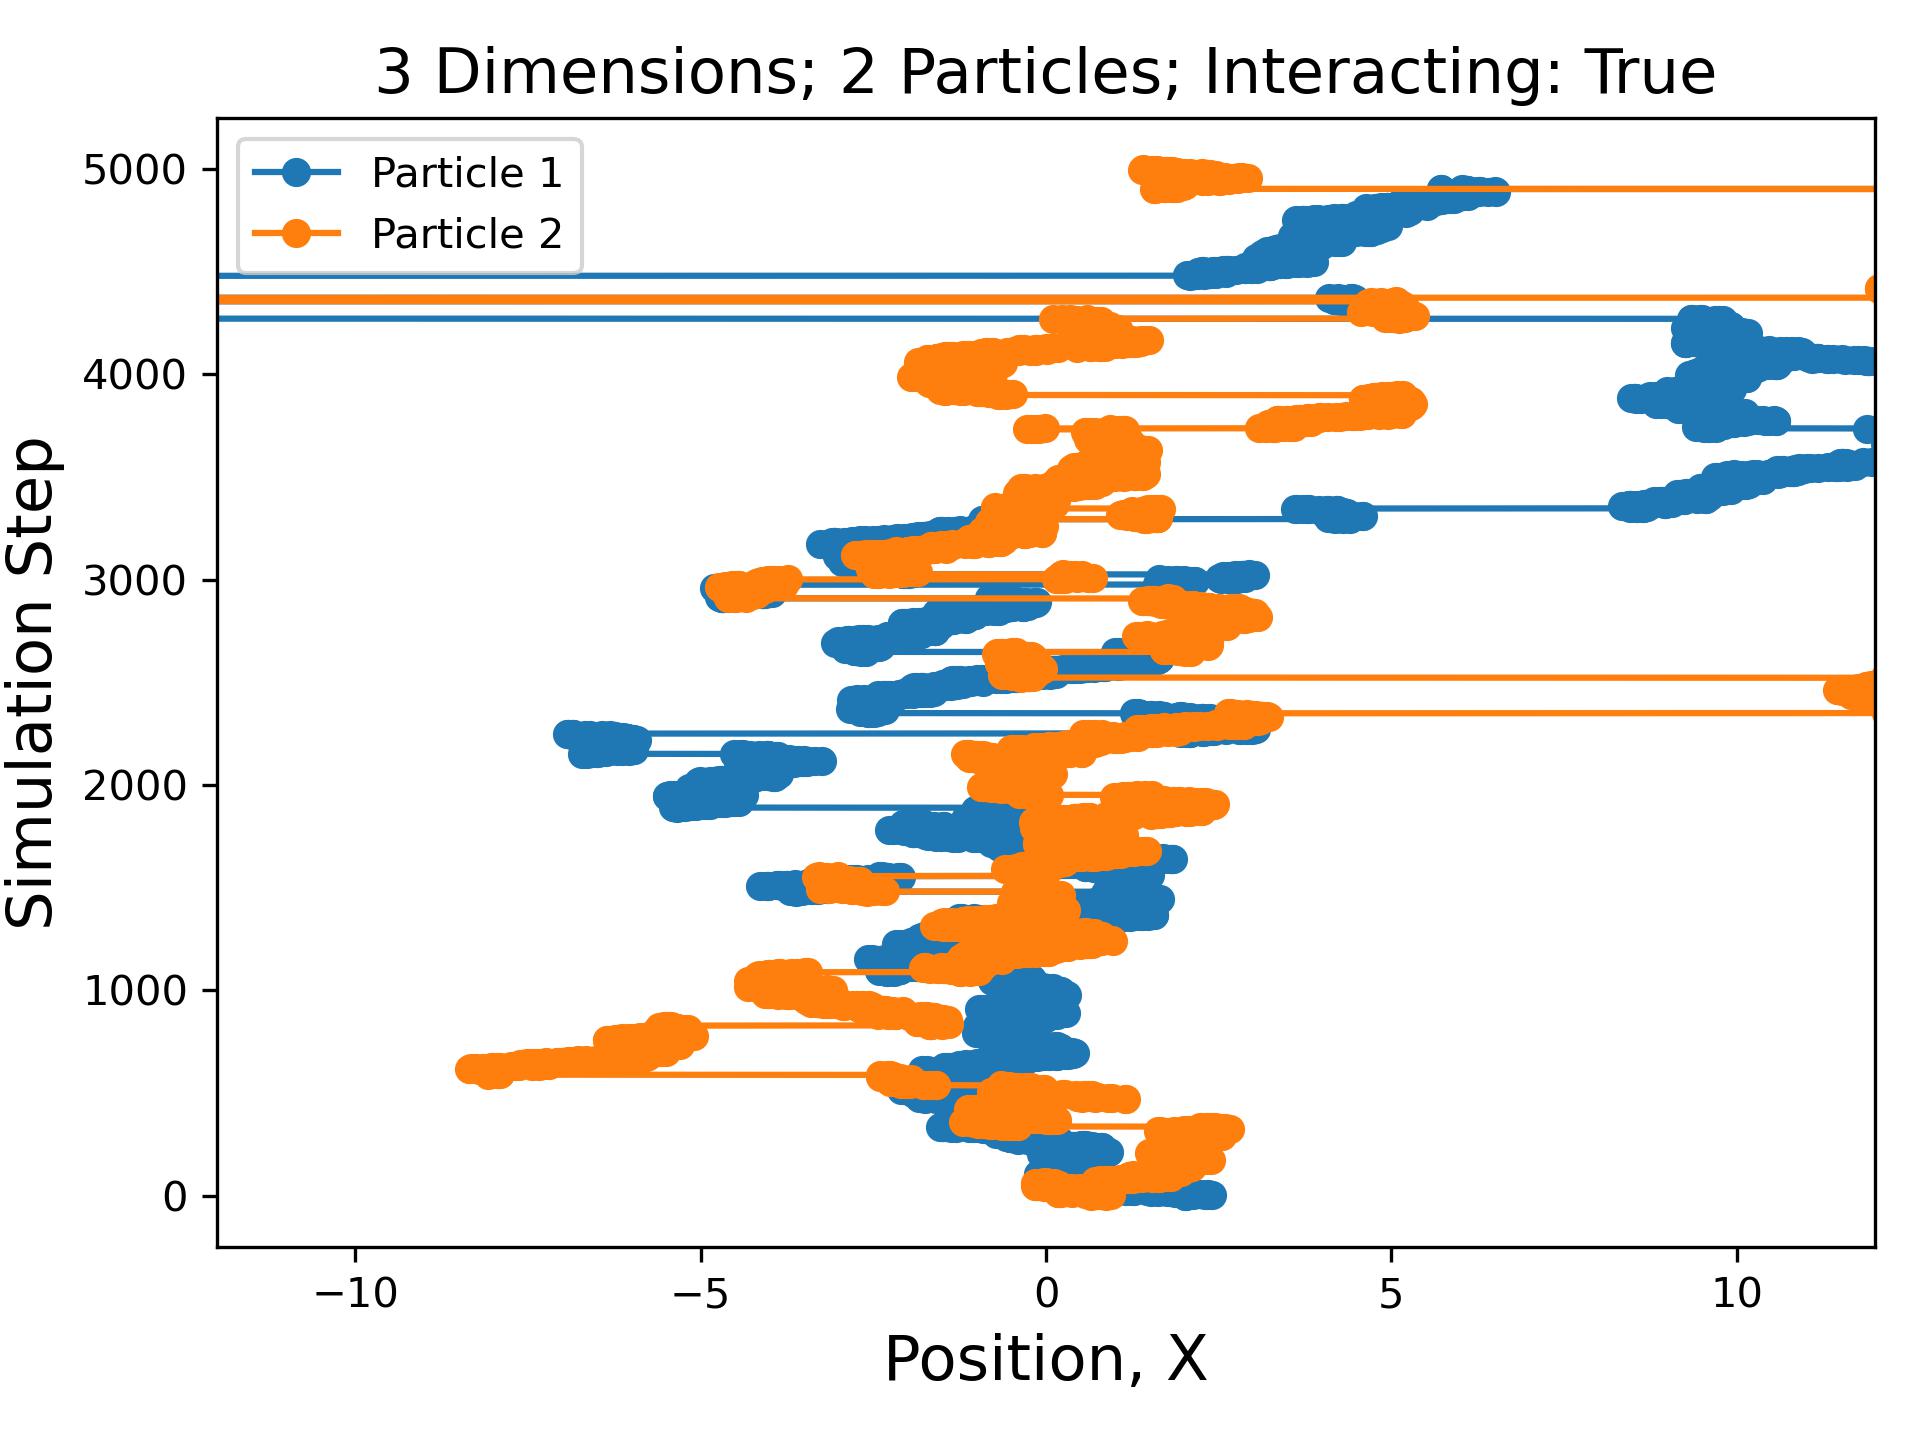 3 Dimensions; 2 Particles; Interacting: True
Particle 1
Particle 2
5000
4000
3000
2000
1000
0
Simulation Step
−10
−5
0
5
10
Position, X